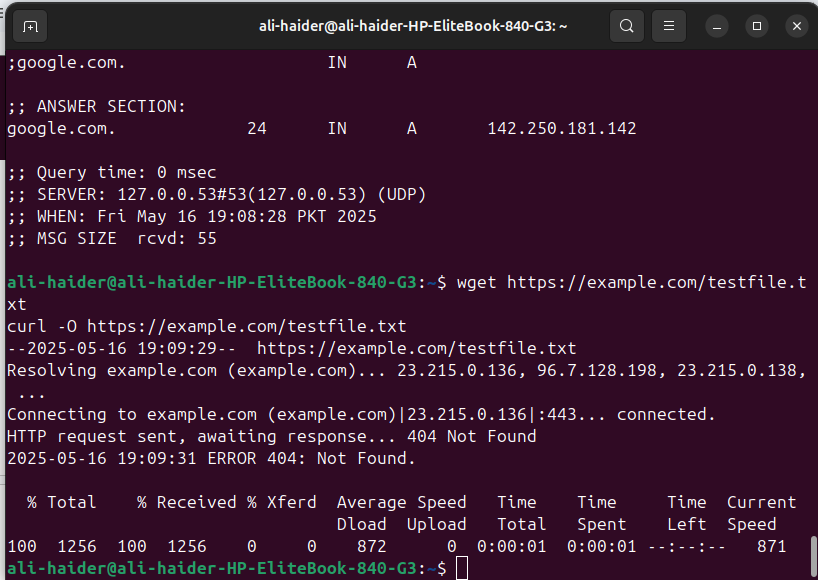 ali-haider@ali-haider-HP-EliteBook-840-G3: ~
;google.com. IN A
;; ANSWER SECTION:
google.com. 24 IN A 142.250.181.142
;; Query time: 0 msec
;; SERVER: 127.0.0.53#53(127.0.0.53) (UDP)
;; WHEN: Fri May 16 19:08:28 PKT 2025
;; MSG SIZE  rcvd: 55
ali-haider@ali-haider-HP-EliteBook-840-G3:~$ wget https://example.com/testfile.t
xt
curl -O https://example.com/testfile.txt
--2025-05-16 19:09:29--  https://example.com/testfile.txt
Resolving example.com (example.com)... 23.215.0.136, 96.7.128.198, 23.215.0.138,
...
Connecting to example.com (example.com)|23.215.0.136|:443... connected.
HTTP request sent, awaiting response... 404 Not Found
2025-05-16 19:09:31 ERROR 404: Not Found.
% Total    % Received % Xferd  Average Speed   Time    Time     Time  Current
Dload  Upload   Total   Spent    Left  Speed
100  1256  100  1256    0     0    872      0  0:00:01  0:00:01 --:--:--   871
ali-haider@ali-haider-HP-EliteBook-840-G3:~$